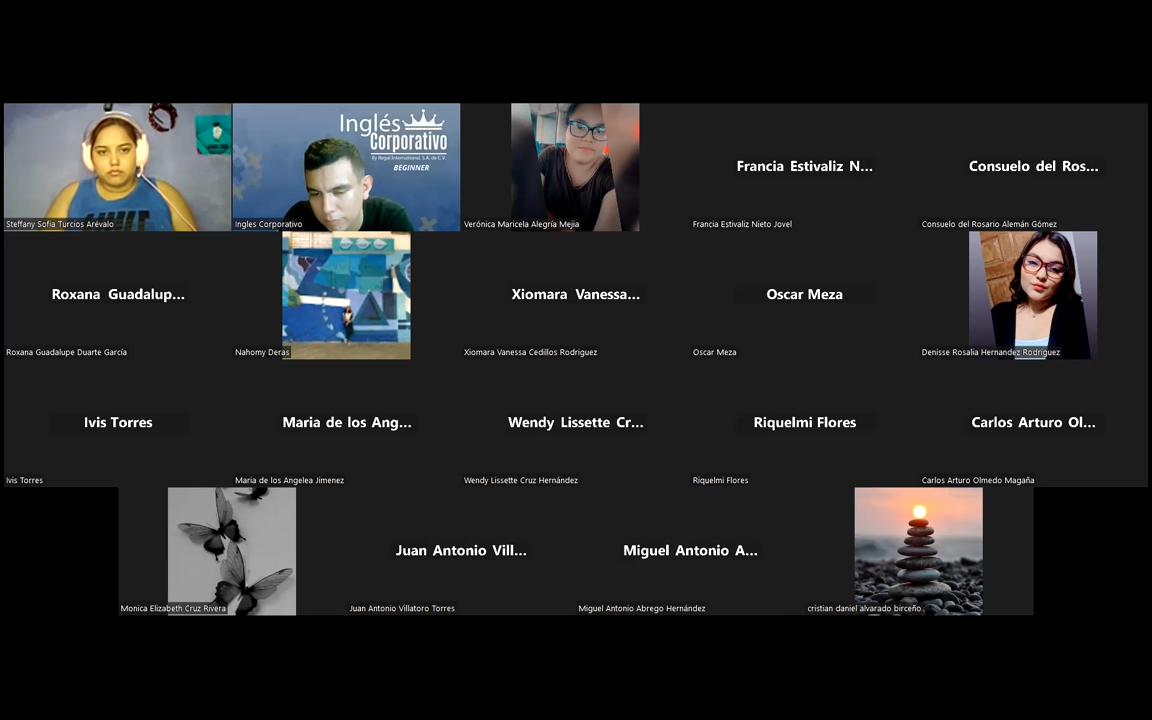 Inglés
Corporativo
By Regal International, S.A. de C.V.
BEGINNER
Steffany Sofia Turcios Arévalo
Ingles Corporativo
Verónica Maricela Alegría Mejia
Francia Estivaliz N...
Francia Estivaliz Nieto Jovel
Consuelo del Ros...
Consuelo del Rosario Alemán Gómez
Roxana Guadalup...
Roxana Guadalupe Duarte García
Nahomy Deras
Xiomara Vanessa...
Xiomara Vanessa Cedillos Rodriguez
Oscar Meza
Oscar Meza
Denisse Rosalia Hernandez Rodriguez
Ivis Torres
Ivis Torres
Maria de los Ang...
Maria de los Angelea Jimenez
Wendy Lissette Cr...
Wendy Lissette Cruz Hernández
Riquelmi Flores
Riquelmi Flores
Carlos Arturo Ol...
Carlos Arturo Olmedo Magaña
Monica Elizabeth Cruz Rivera
Juan Antonio Vill...
Juan Antonio Villatoro Torres
Miguel Antonio A...
Miguel Antonio Abrego Hernández
cristian daniel alvarado birceño